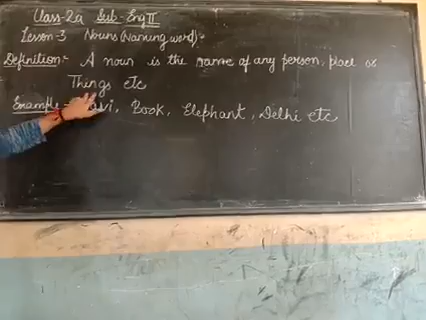 Class-2a Sub-Eng II
Lesson-3 Nouns (Naming word):-
Definition:- A noun is the name of any person, place or
Things etc
Example - Ravi, Book, Elephant, Delhi etc